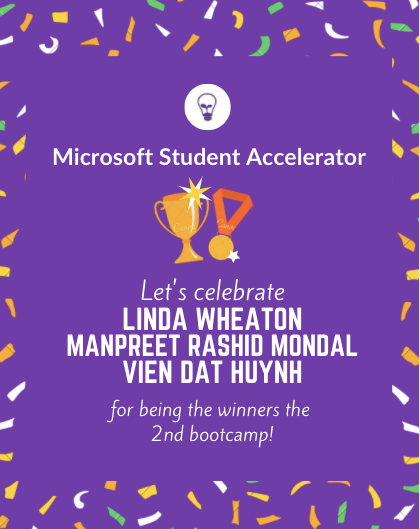 Microsoft Student Accelerator
Let's celebrate
LINDA WHEATON
MANPREET RASHID MONDAL
VIEN DAT HUYNH
for being the winners the
2nd bootcamp!